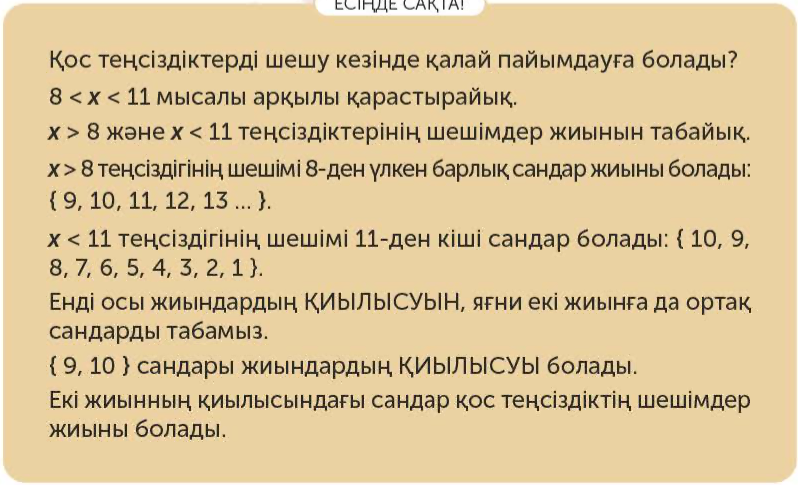 ЕСІҢДЕ САҚТА!
Қос теңсіздіктерді шешу кезінде қалай пайымдауға болады?
8 < x < 11 мысалы арқылы қарастырайық.
x > 8 және x < 11 теңсіздіктерінің шешімдер жиынын табайық.
x > 8 теңсіздігінің шешімі 8-ден үлкен барлық сандар жиыны болады:
{ 9, 10, 11, 12, 13 ... }.
x < 11 теңсіздігінің шешімі 11-ден кіші сандар болады: { 10, 9,
8, 7, 6, 5, 4, 3, 2, 1 }.
Енді осы жиындардың ҚИЫЛЫСУЫН, яғни екі жиынға да ортақ
сандарды табамыз.
{ 9, 10 } сандары жиындардың ҚИЫЛЫСУЫ болады.
Екі жиынның қиылысындағы сандар қос теңсіздіктің шешімдер
жиыны болады.